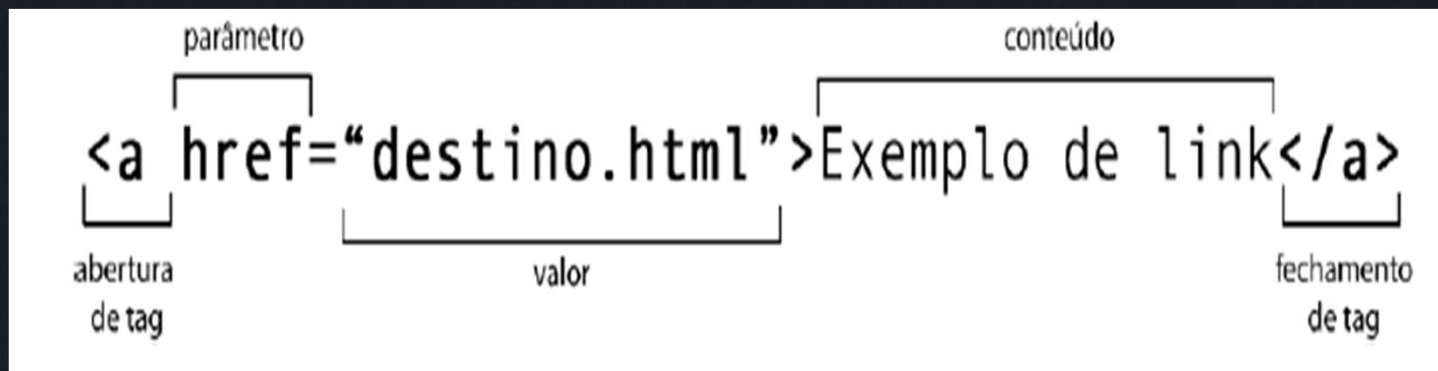 parâmetro
conteúdo
<a href=“destino.html”>Exemplo de link</a>
abertura
de tag
valor
fechamento
de tag